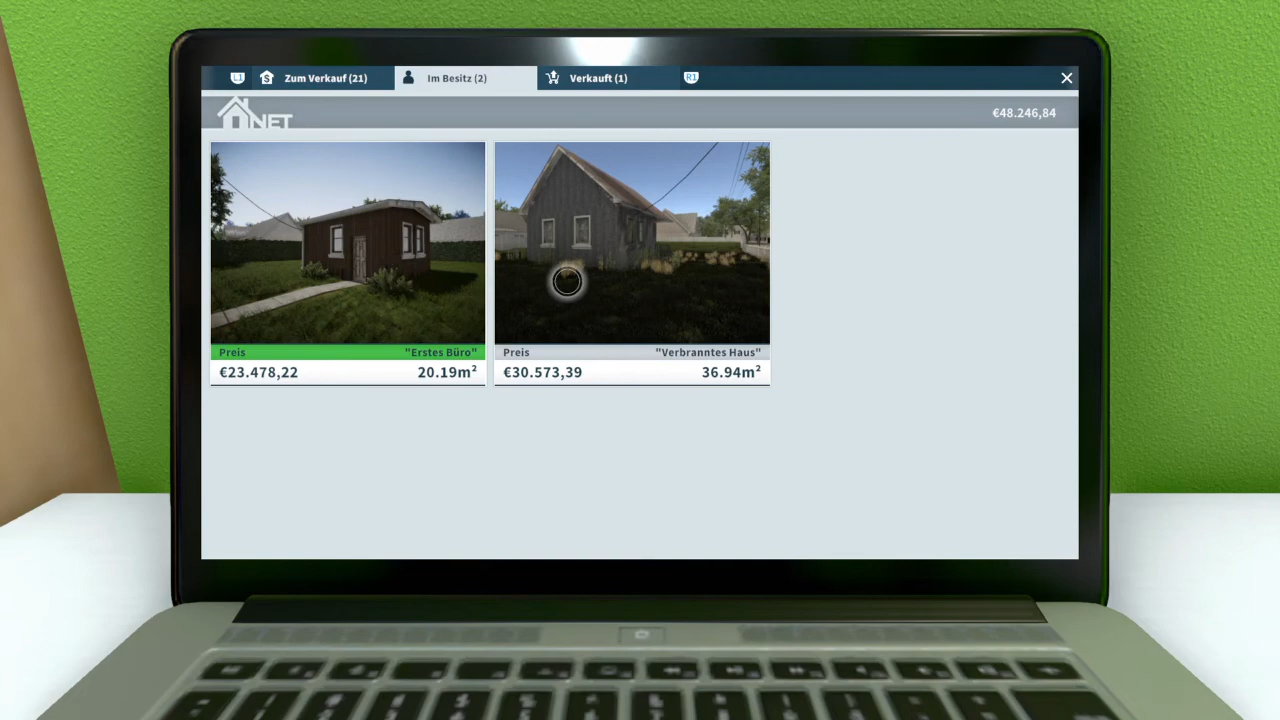 L1 Zum Verkauf (21) Im Besitz (2) Verkauft (1) R1
NET €48.246,84
Preis "Erstes Büro"
€23.478,22 20.19m²
Preis "Verbranntes Haus"
€30.573,39 36.94m²